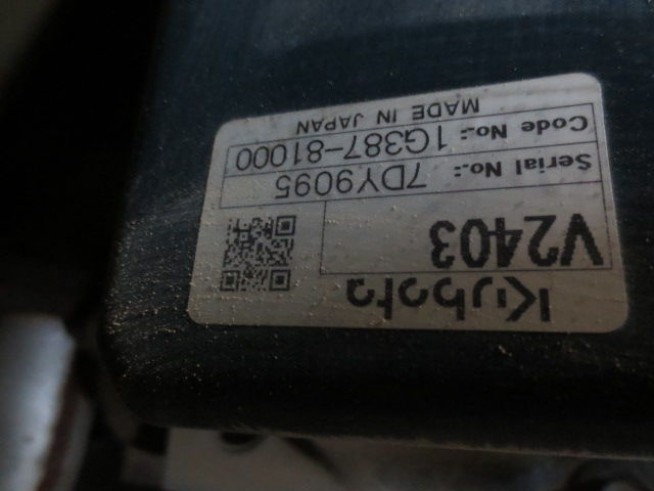 Kubota
V2403
Serial No.: 7DY9095
Code No.: 1G387-81000
MADE IN JAPAN